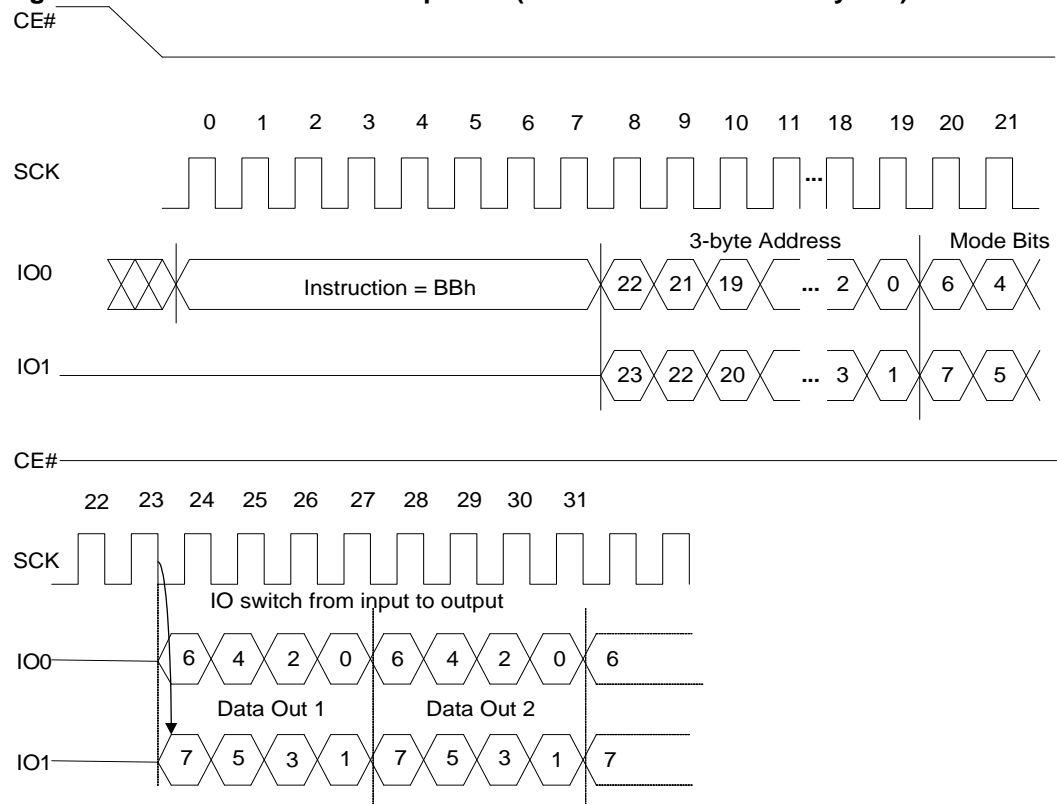 CE#
0 1 2 3 4 5 6 7 8 9 10 11 18 19 20 21
SCK ...
3-byte Address Mode Bits
IO0 Instruction = BBh 22 21 19 ... 2 0 6 4
IO1 23 22 20 ... 3 1 7 5
CE#
22 23 24 25 26 27 28 29 30 31
SCK
IO switch from input to output
IO0 6 4 2 0 6 4 2 0 6
Data Out 1 Data Out 2
IO1 7 5 3 1 7 5 3 1 7